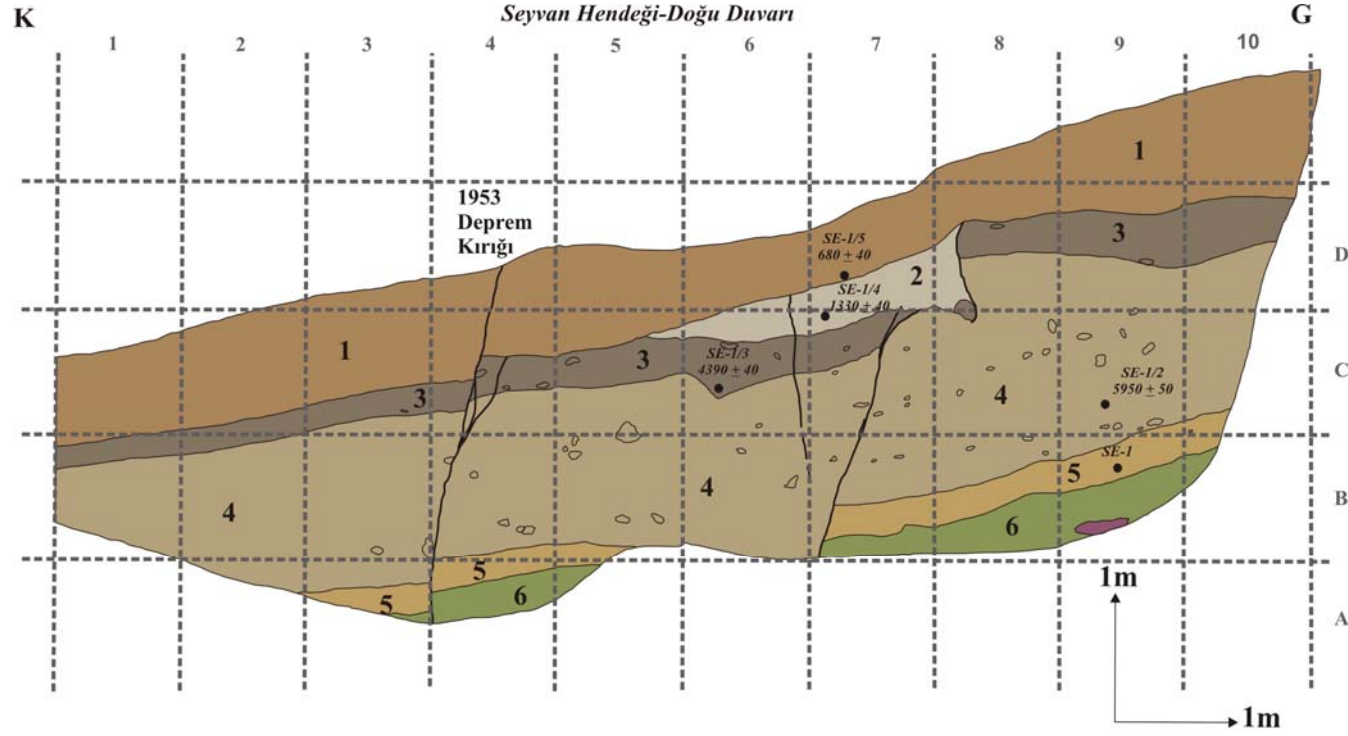 Seyvan Hendeği-Doğu Duvarı
K
G
1 2 3 4 5 6 7 8 9 10
1
1953
Deprem
Kırığı
3
D
SE-1/5
680 ± 40
2
SE-1/4
1330 ± 40
1
3
SE-1/3
4390 ± 40
3
C
SE-1/2
5950 ± 50
4
SE-1
5
4
4
B
6
5
5
6
1m
A
1m